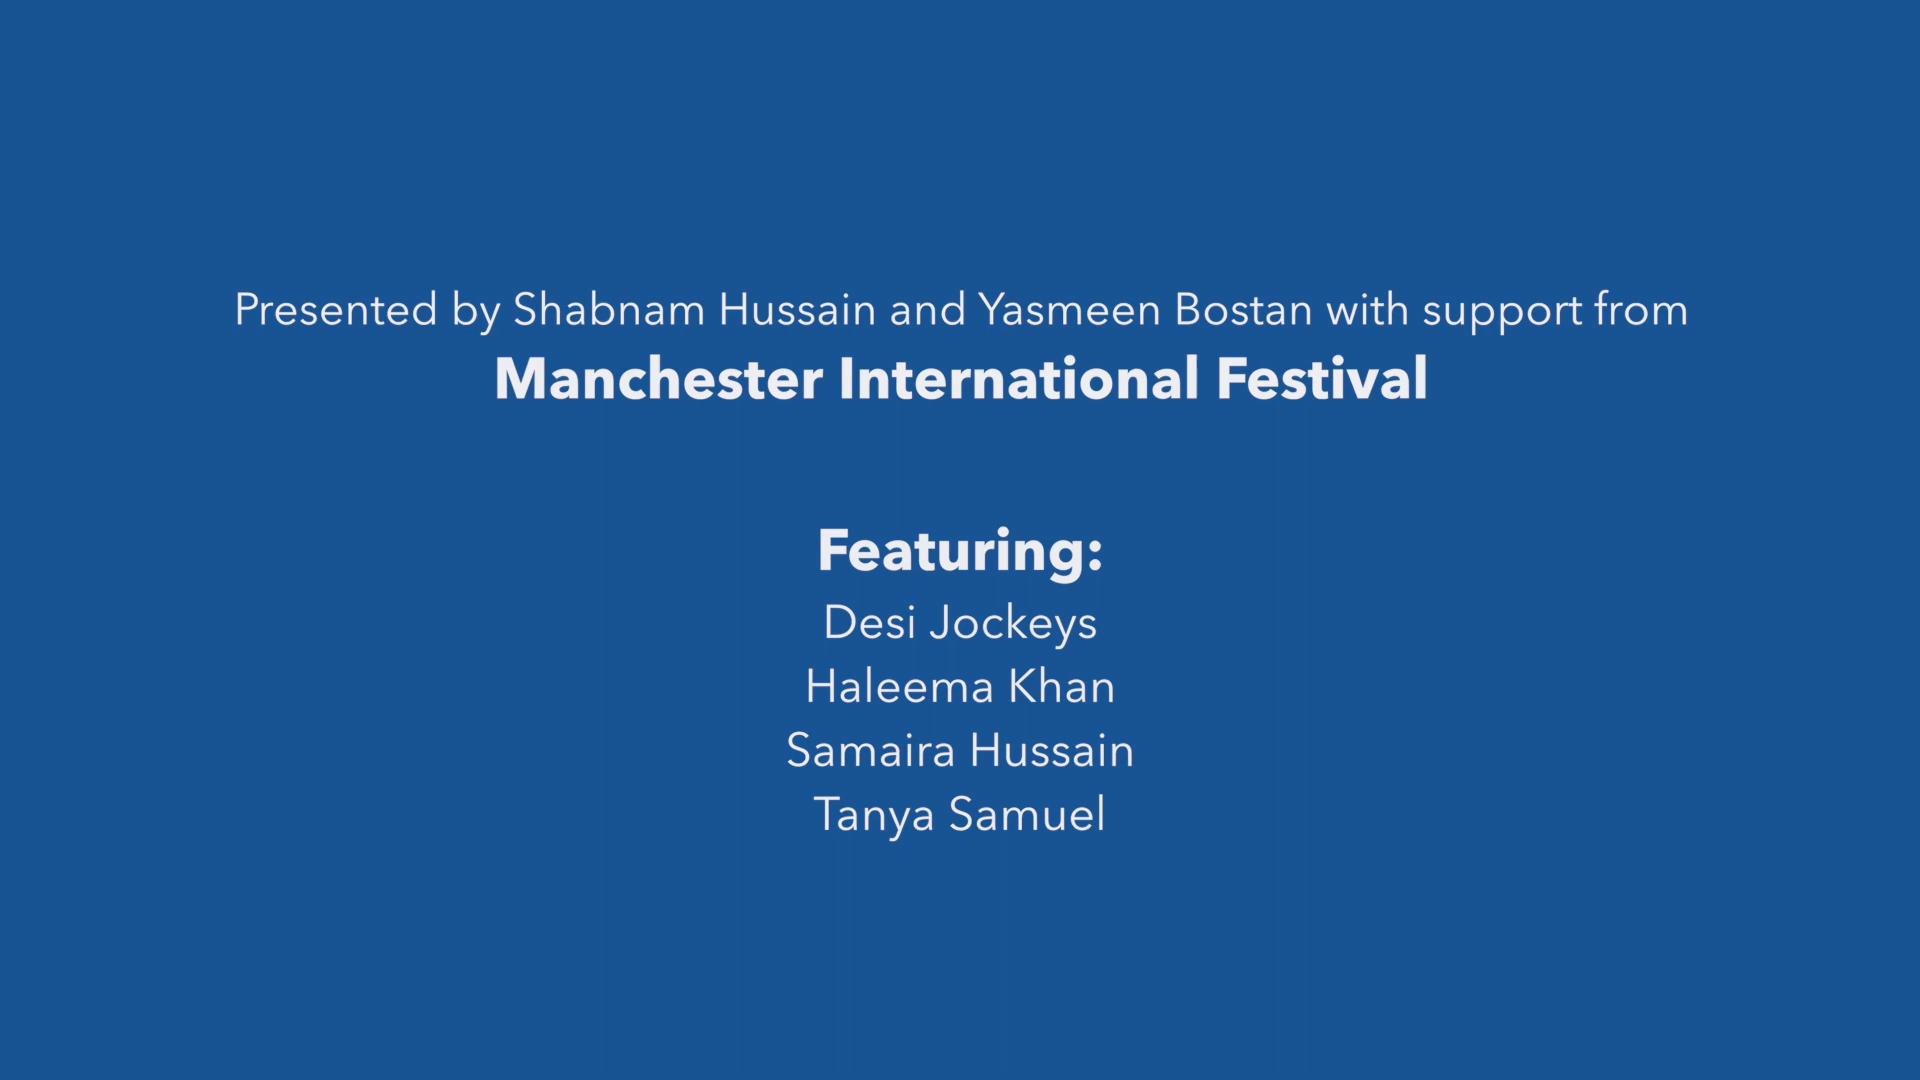 Presented by Shabnam Hussain and Yasmeen Bostan with support from
Manchester International Festival
Featuring:
Desi Jockeys
Haleema Khan
Samaira Hussain
Tanya Samuel